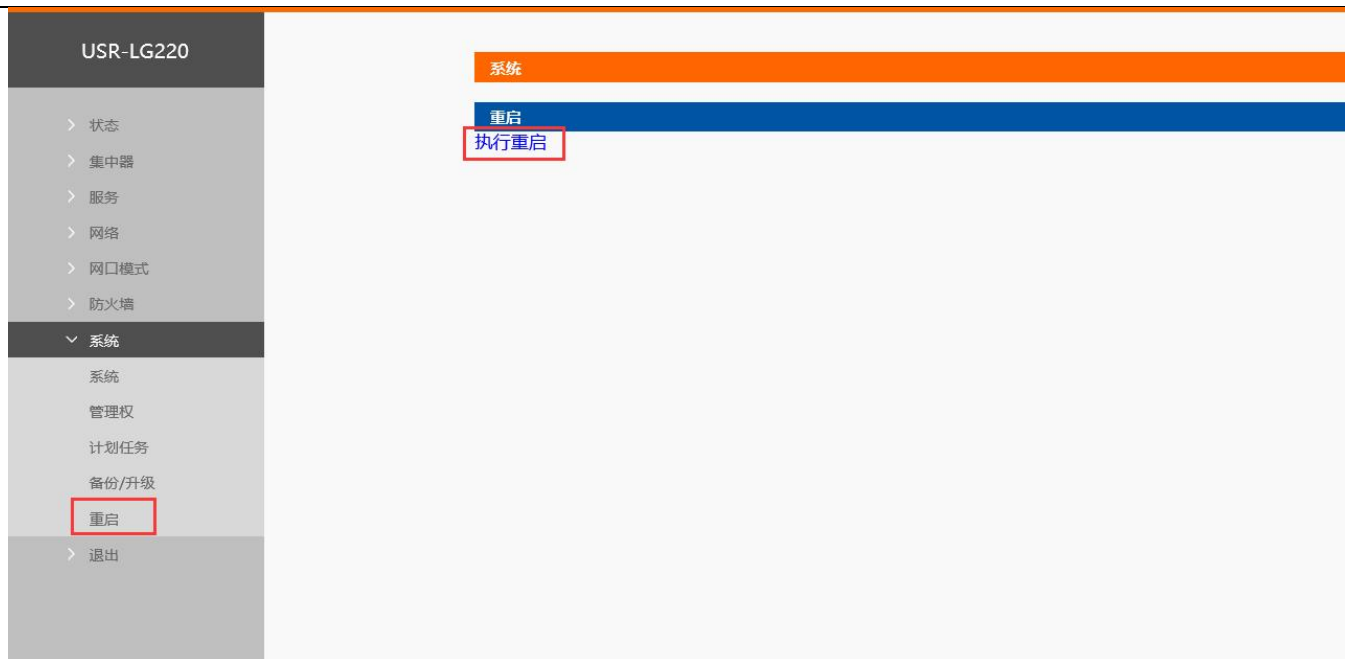 USR-LG220
状态
集中器
服务
网络
网口模式
防火墙
系统
系统
管理权
计划任务
备份/升级
重启
退出
系统
重启
执行重启